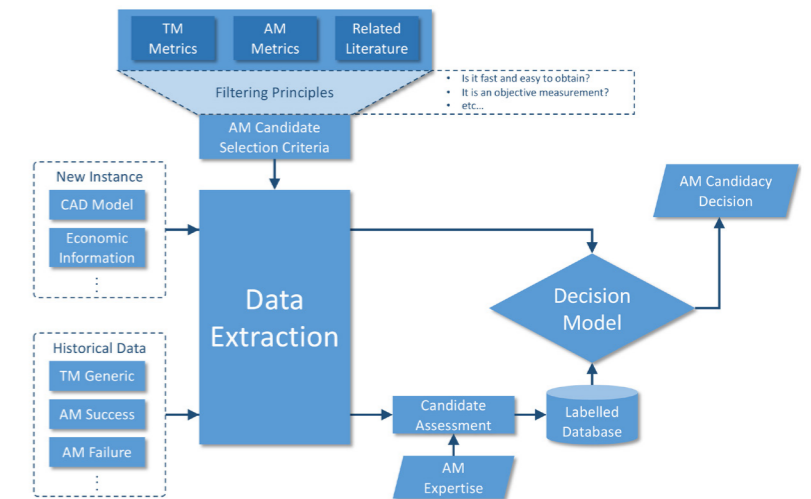 TM
Metrics
AM
Metrics
Related
Literature
Filtering Principles
• Is it fast and easy to obtain?
• It is an objective measurement?
• etc...
AM Candidate
Selection Criteria
New Instance
CAD Model
Economic
Information
⋮
Historical Data
TM Generic
AM Success
AM Failure
⋮
Data
Extraction
AM Candidacy
Decision
Decision
Model
Candidate
Assessment
Labelled
Database
AM
Expertise